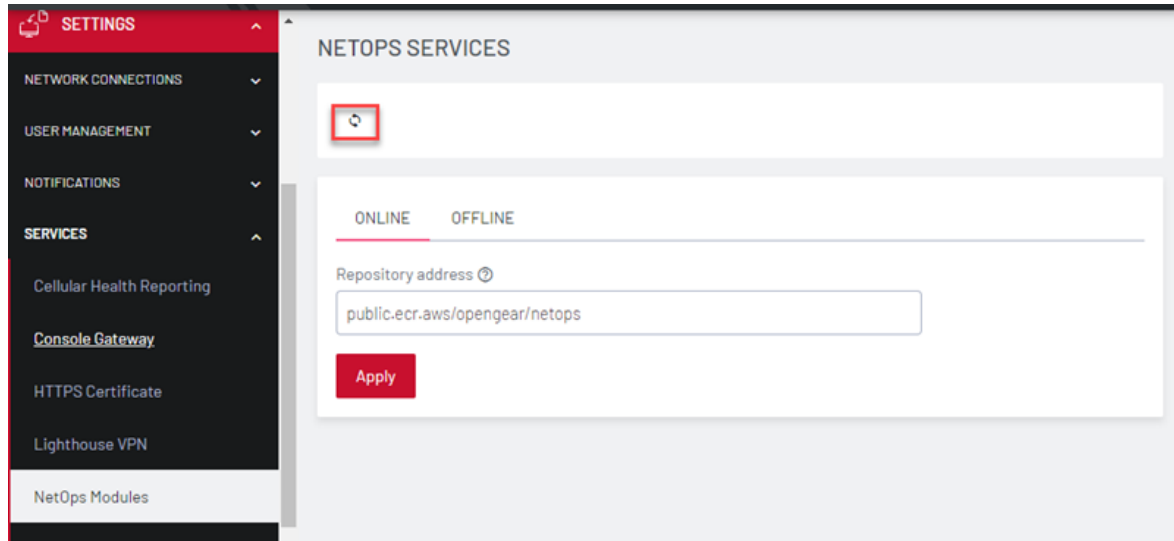 SETTINGS
NETWORK CONNECTIONS
USER MANAGEMENT
NOTIFICATIONS
SERVICES
Cellular Health Reporting
Console Gateway
HTTPS Certificate
Lighthouse VPN
NetOps Modules
NETOPS SERVICES
ONLINE OFFLINE
Repository address
public.ecr.aws/opengear/netops
Apply